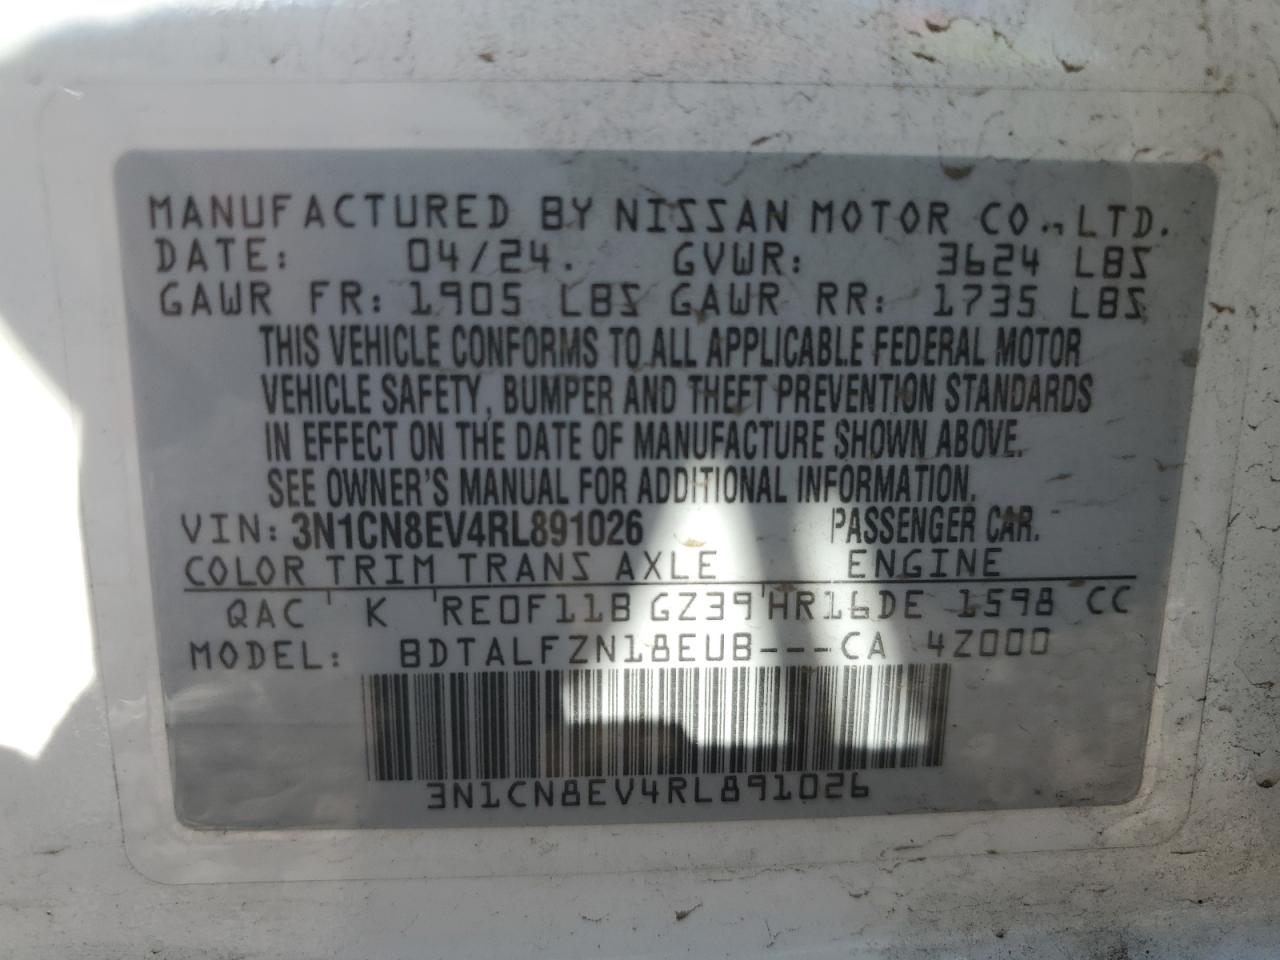 MANUFACTURED BY NISSAN MOTOR CO., LTD.
DATE: 04/24. GVWR: 3624 LBS
GAWR FR: 1905 LBS GAWR RR: 1735 LBS
THIS VEHICLE CONFORMS TO ALL APPLICABLE FEDERAL MOTOR
VEHICLE SAFETY, BUMPER AND THEFT PREVENTION STANDARDS
IN EFFECT ON THE DATE OF MANUFACTURE SHOWN ABOVE.
SEE OWNER'S MANUAL FOR ADDITIONAL INFORMATION.
VIN: 3N1CN8EV4RL891026 PASSENGER CAR.
COLOR TRIM TRANS AXLE ENGINE
QAC K RE0F11B GZ39 HR16DE 1598 CC
MODEL: BDTALFZN18EUB---CA 4Z000
3N1CN8EV4RL891026